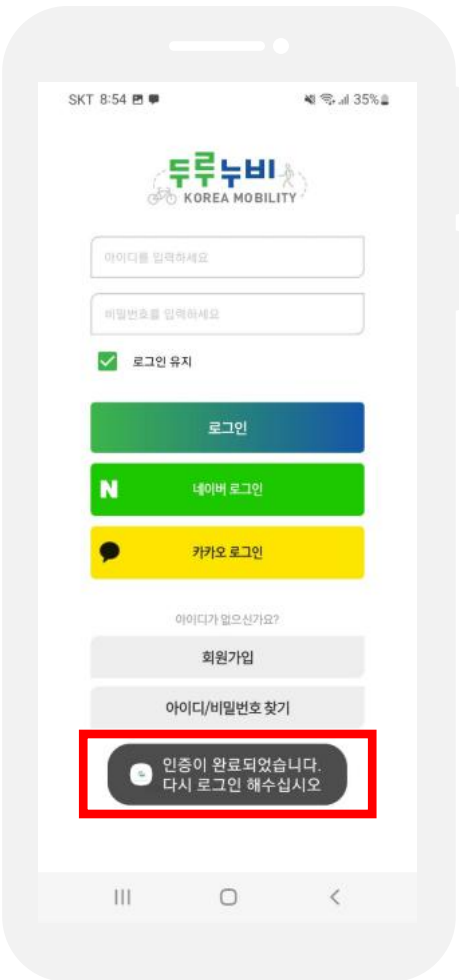 SKT 8:54 35%
두루누비
KOREA MOBILITY
아이디를 입력하세요
비밀번호를 입력하세요
로그인 유지
로그인
N 네이버 로그인
카카오 로그인
아이디가 없으신가요?
회원가입
아이디/비밀번호 찾기
인증이 완료되었습니다.
다시 로그인 해수십시오